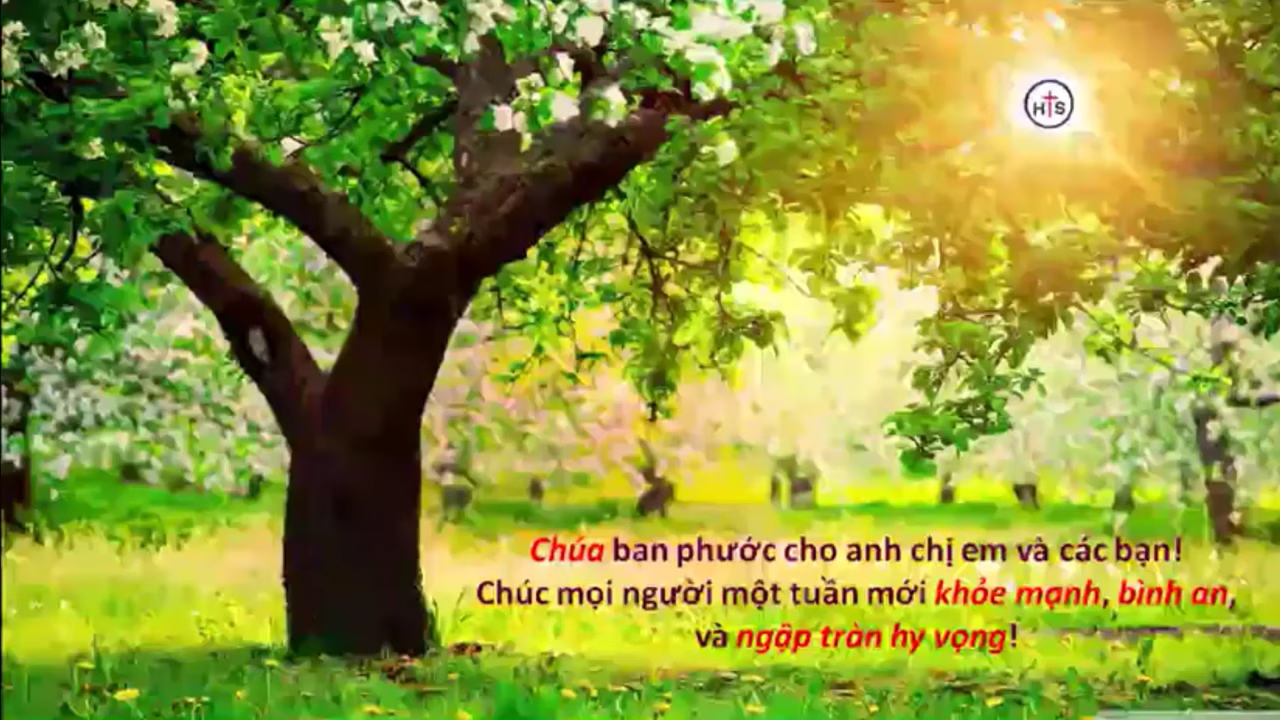 H†S
Chúa ban phước cho anh chị em và các bạn!
Chúc mọi người một tuần mới khỏe mạnh, bình an,
và ngập tràn hy vọng!